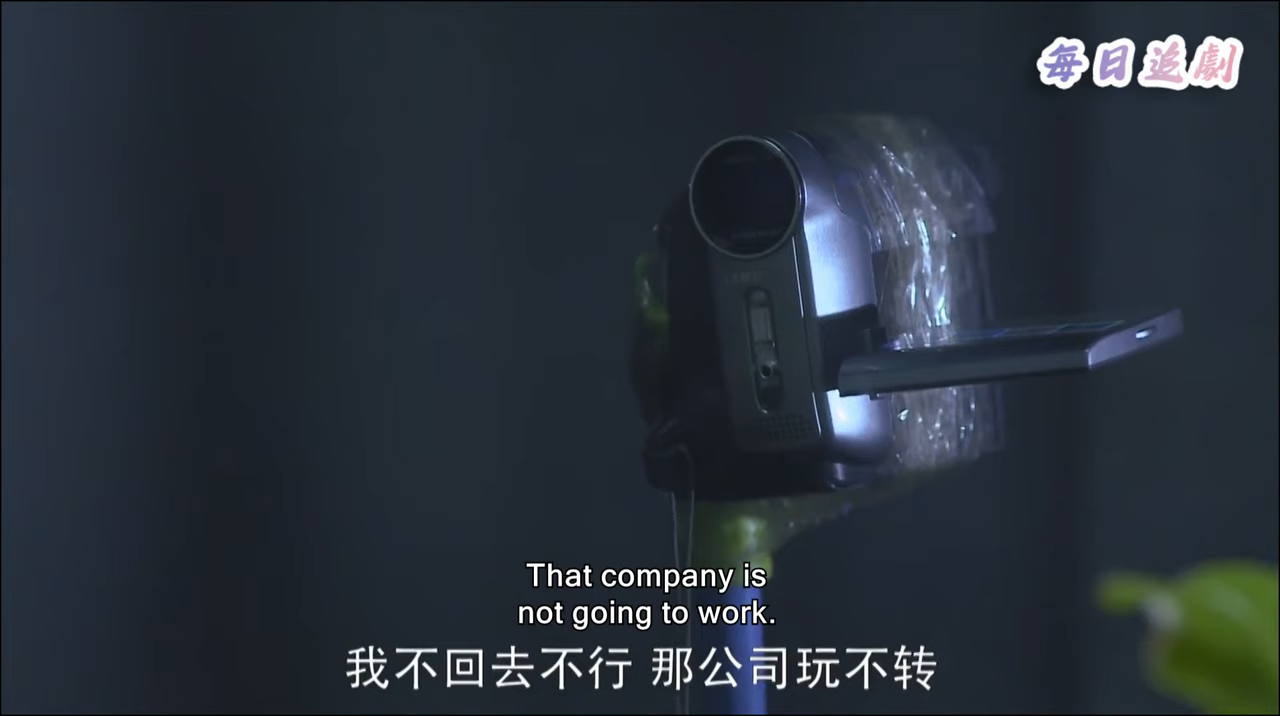 每日追劇
That company is
not going to work.
我不回去不行 那公司玩不转